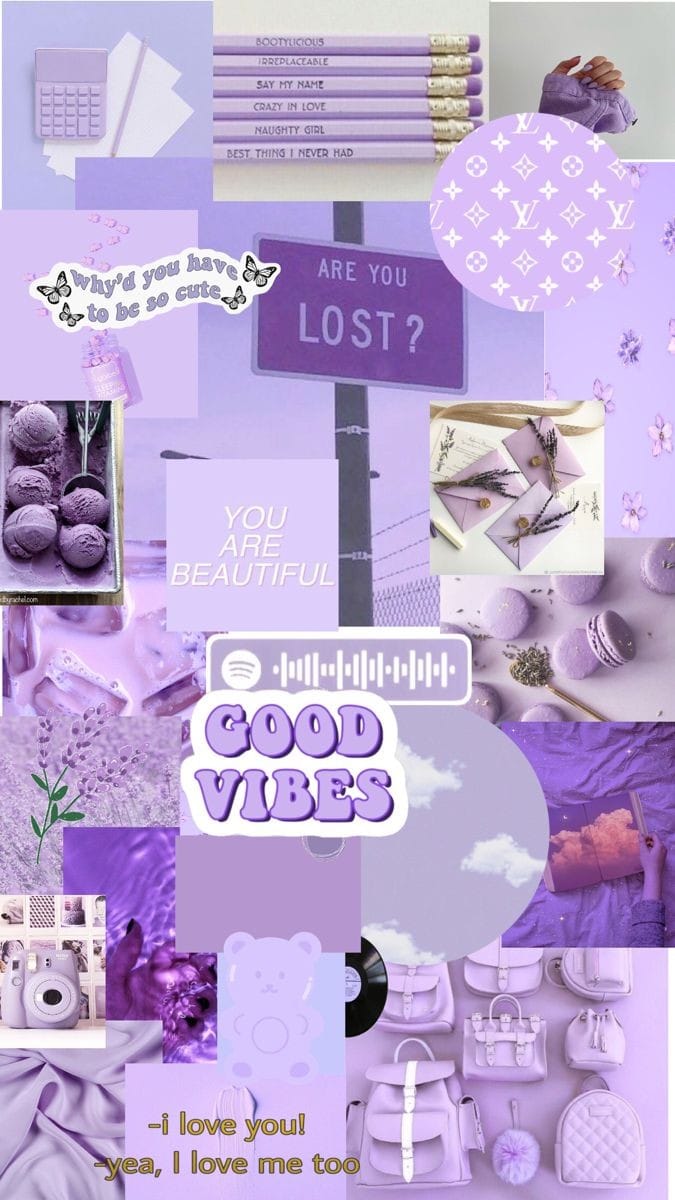 BOOTYLICIOUS
IRREPLACEABLE
SAY MY NAME
CRAZY IN LOVE
NAUGHTY GIRL
BEST THING I NEVER HAD
Why'd you have
to be so cute
ARE YOU
LOST?
YOU
ARE
BEAUTIFUL
GOOD
VIBES
-i love you!
-yea, I love me too